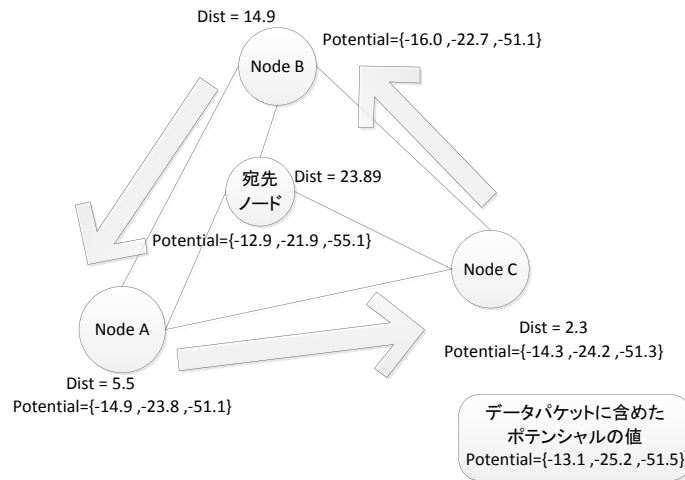 Dist = 14.9
Potential={-16.0 ,-22.7 ,-51.1}
Node B
宛先
ノード
Dist = 23.89
Potential={-12.9 ,-21.9 ,-55.1}
Node C
Node A
Dist = 2.3
Potential={-14.3 ,-24.2 ,-51.3}
Dist = 5.5
Potential={-14.9 ,-23.8 ,-51.1}
データパケットに含めた
ポテンシャルの値
Potential={-13.1 ,-25.2 ,-51.5}